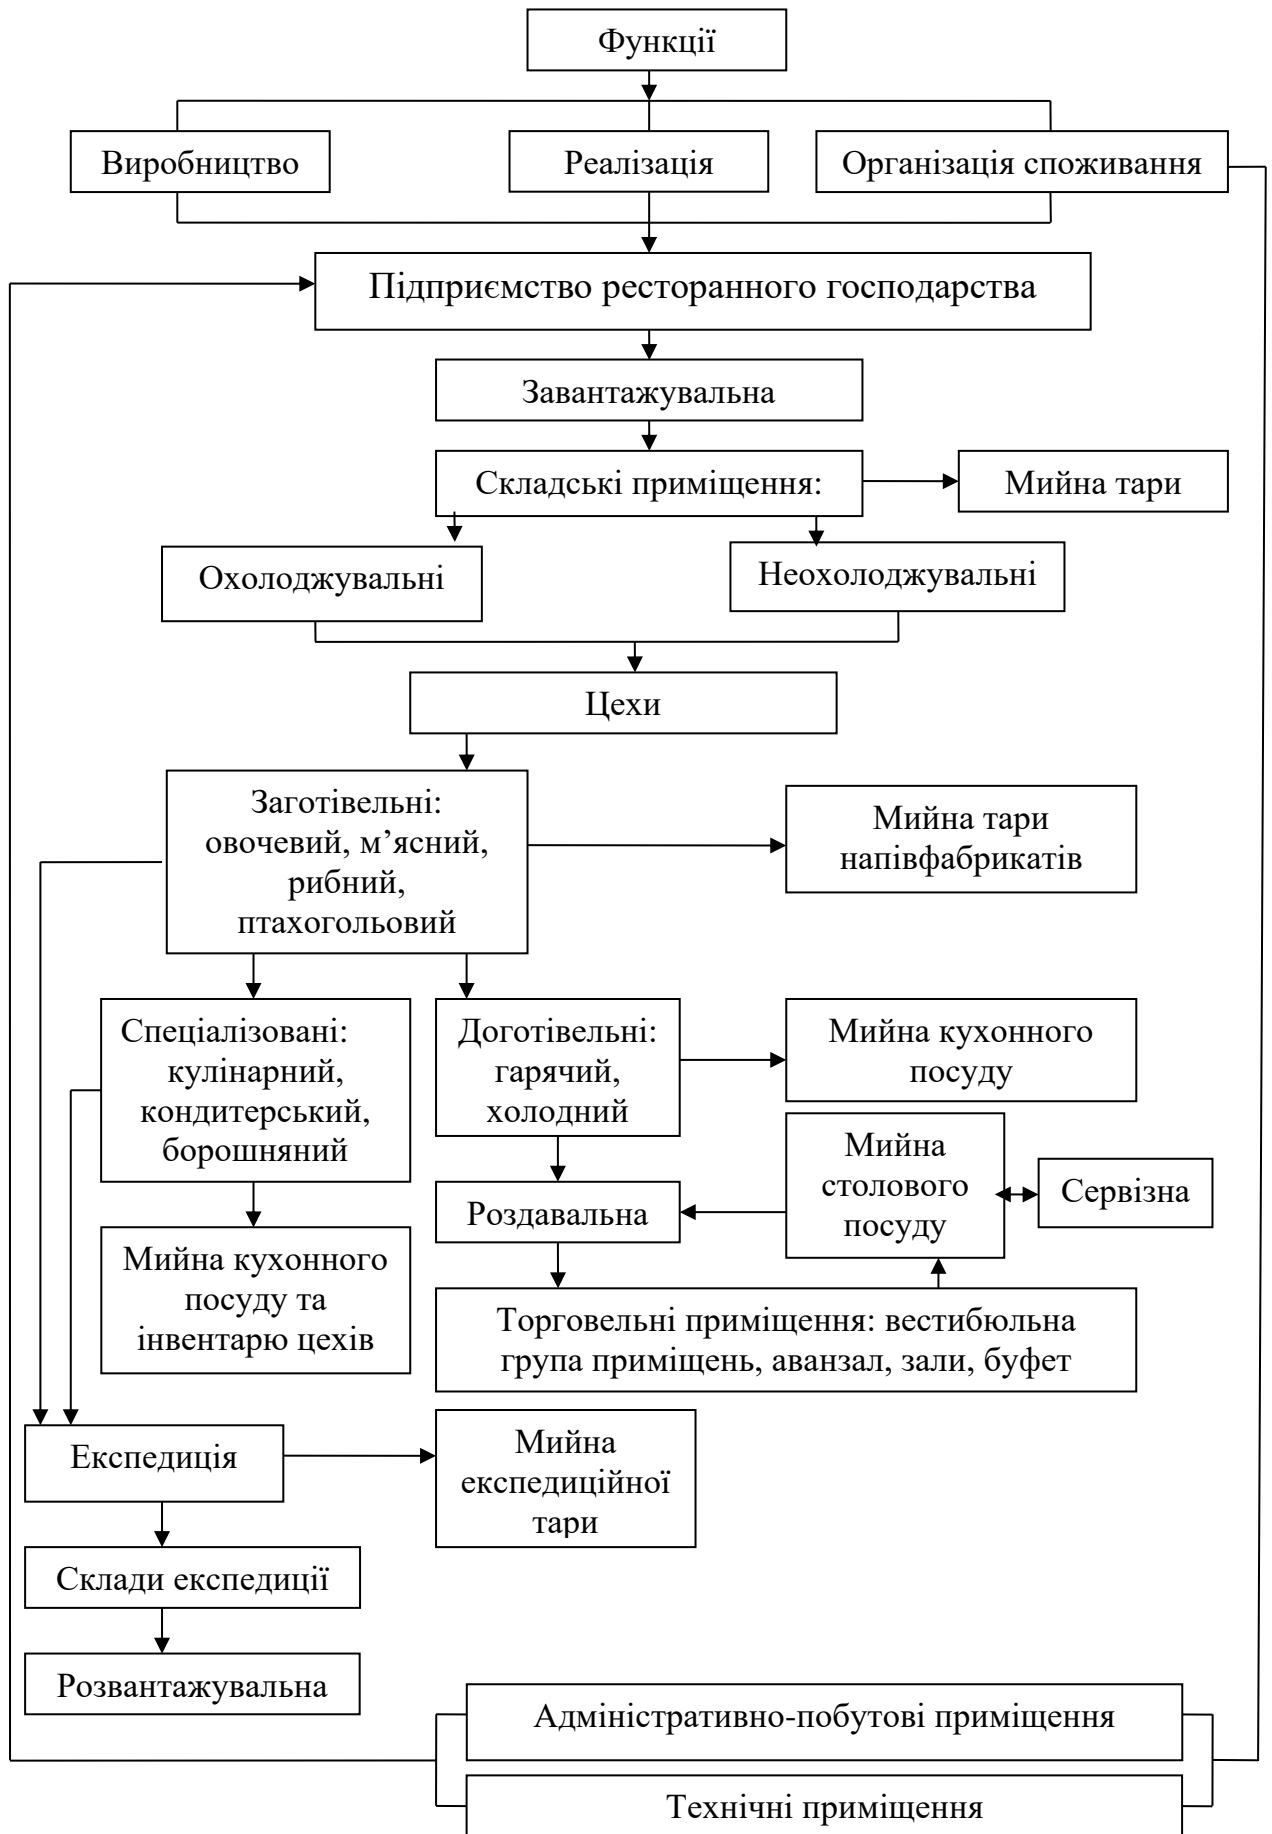 Функції
Виробництво
Реалізація
Організація споживання
Підприємство ресторанного господарства
Завантажувальна
Складські приміщення:
Мийна тари
Охолоджувальні
Неохолоджувальні
Цехи
Заготівельні:
овочевий, м’ясний,
рибний,
птахогольовий
Мийна тари
напівфабрикатів
Спеціалізовані:
кулінарний,
кондитерський,
борошняний
Доготівельні:
гарячий,
холодний
Мийна кухонного
посуду
Мийна
столового
посуду
Сервізна
Роздавальна
Мийна кухонного
посуду та
інвентарю цехів
Торговельні приміщення: вестибюльна
група приміщень, аванзал, зали, буфет
Експедиція
Мийна
експедиційної
тари
Склади експедиції
Розвантажувальна
Адміністративно-побутові приміщення
Технічні приміщення